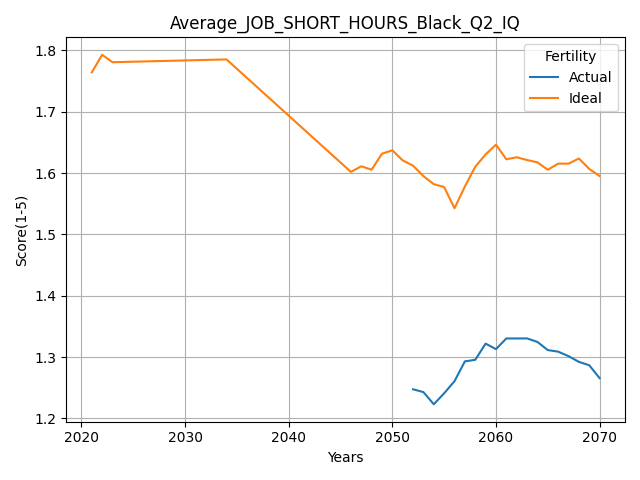 Average_JOB_SHORT_HOURS_Black_Q2_IQ
Fertility
Actual
Ideal
Score(1-5)
1.8
1.7
1.6
1.5
1.4
1.3
1.2
2020 2030 2040 2050 2060 2070
Years